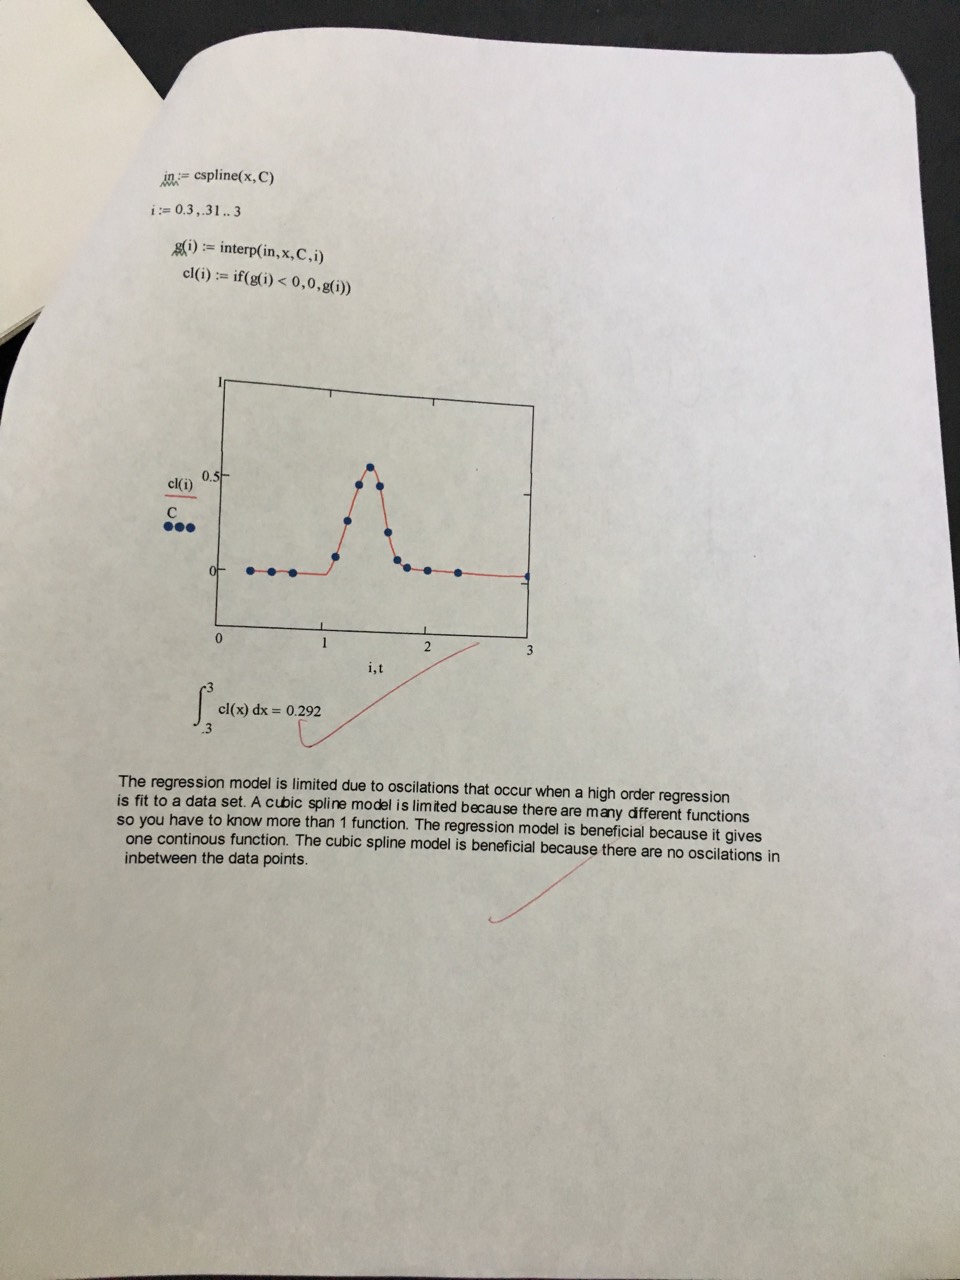 in:= cspline(x,C)
i := 0.3,.31.. 3
g(i) := interp(in,x,C,i)
cl(i) := if(g(i) < 0,0,g(i))
1
0.5
cl(i)
C
0
0
1
2
3
i,t
∫.3^3 cl(x) dx = 0.292
The regression model is limited due to oscilations that occur when a high order regression
is fit to a data set. A cubic spline model is limited because there are many different functions
so you have to know more than 1 function. The regression model is beneficial because it gives
one continous function. The cubic spline model is beneficial because there are no oscilations in
inbetween the data points.